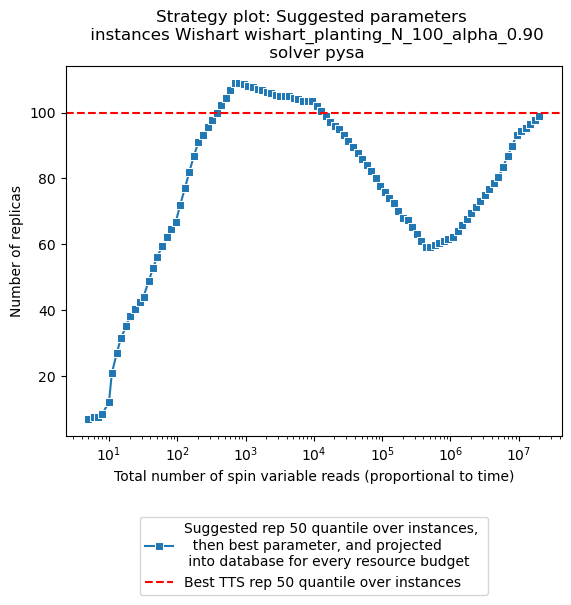 Strategy plot: Suggested parameters
instances Wishart wishart_planting_N_100_alpha_0.90
solver pysa
Number of replicas
100
80
60
40
20
10^1
10^2
10^3
10^4
10^5
10^6
10^7
Total number of spin variable reads (proportional to time)
Suggested rep 50 quantile over instances,
then best parameter, and projected
into database for every resource budget
Best TTS rep 50 quantile over instances